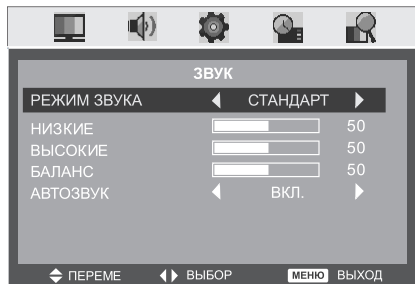 ЗВУК
РЕЖИМ ЗВУКА СТАНДАРТ
НИЗКИЕ 50
ВЫСОКИЕ 50
БАЛАНС 50
АВТОЗВУК ВКЛ.
ПЕРЕМЕ ВЫБОР МЕНЮ ВЫХОД